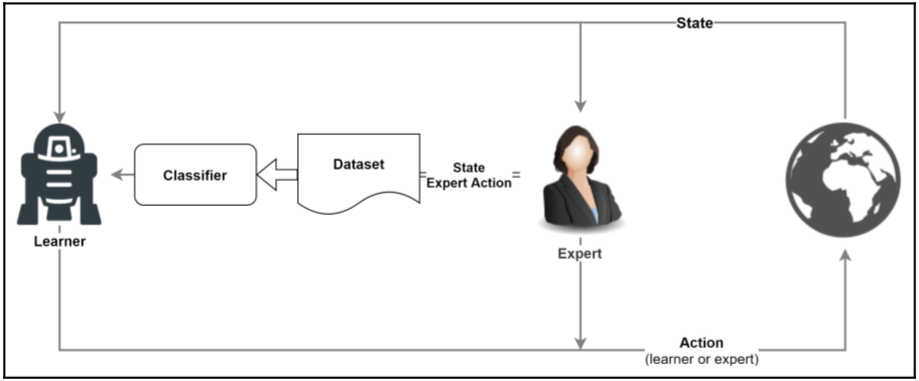 State
Classifier
Dataset
State
Expert Action
Learner
Expert
Action
(learner or expert)